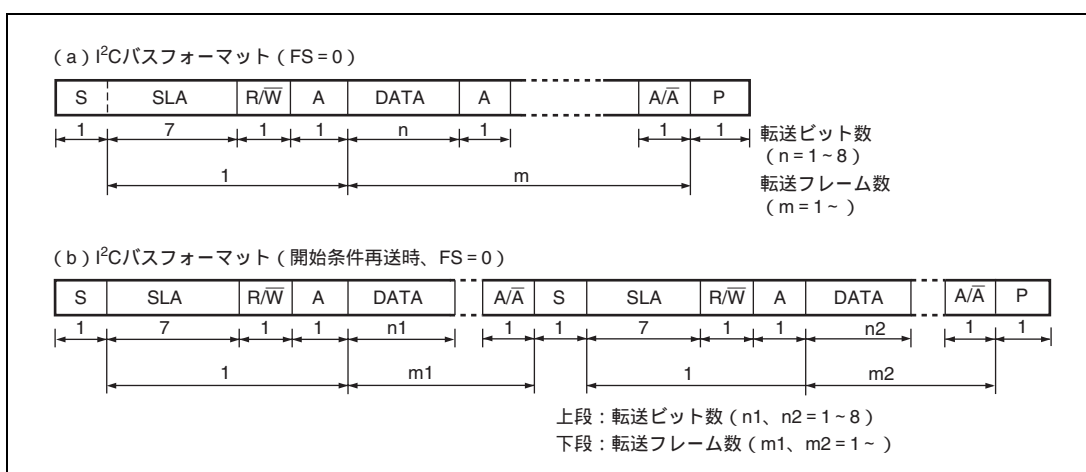 (a)I²Cバスフォーマット(FS=0)
S SLA R/W̅ A DATA A A/A̅ P
1 7 1 1 n 1 1 1 転送ビット数
(n=1~8)
1 m 転送フレーム数
(m=1~ )
(b)I²Cバスフォーマット(開始条件再送時、FS=0)
S SLA R/W̅ A DATA A/A̅ S SLA R/W̅ A DATA A/A̅ P
1 7 1 1 n1 1 1 7 1 1 n2 1 1
1 m1 1 m2
上段:転送ビット数(n1、n2=1~8)
下段:転送フレーム数(m1、m2=1~ )